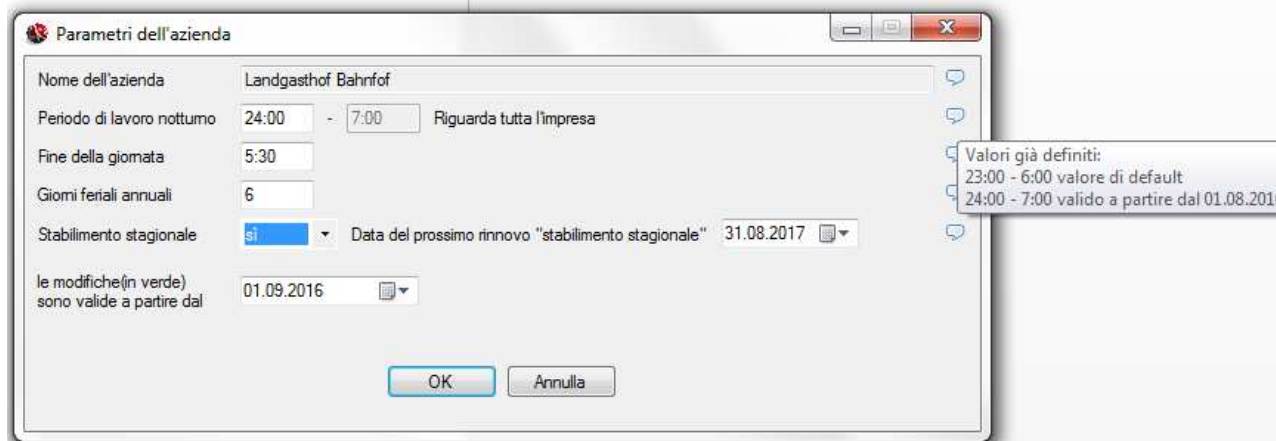 Parametri dell'azienda
Nome dell'azienda Landgasthof Bahnfof
Periodo di lavoro notturno 24:00 - 7:00 Riguarda tutta l'impresa
Fine della giornata 5:30
Valori già definiti:
23:00 - 6:00 valore di default
Giorni feriali annuali 6
24:00 - 7:00 valido a partire dal 01.08.201
Stabilimento stagionale sì Data del prossimo rinnovo "stabilimento stagionale" 31.08.2017
le modifiche(in verde)
sono valide a partire dal 01.09.2016
OK Annulla